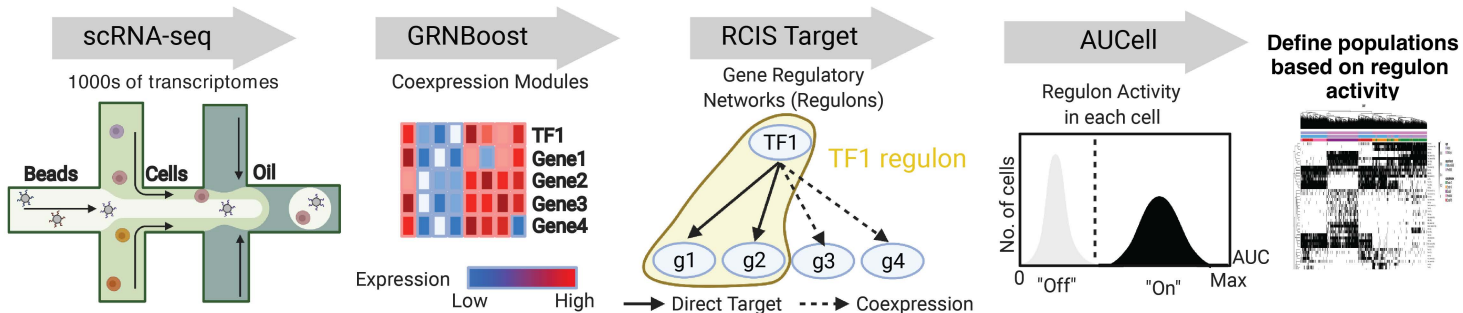 scRNA-seq
1000s of transcriptomes
Beads
Cells
Oil
GRNBoost
Coexpression Modules
TF1
Gene1
Gene2
Gene3
Gene4
Expression
Low
High
RCIS Target
Gene Regulatory
Networks (Regulons)
TF1
TF1 regulon
g1
g2
g3
g4
Direct Target
Coexpression
AUCell
Regulon Activity
in each cell
No. of cells
AUC
0
"Off"
"On"
Max
Define populations
based on regulon
activity